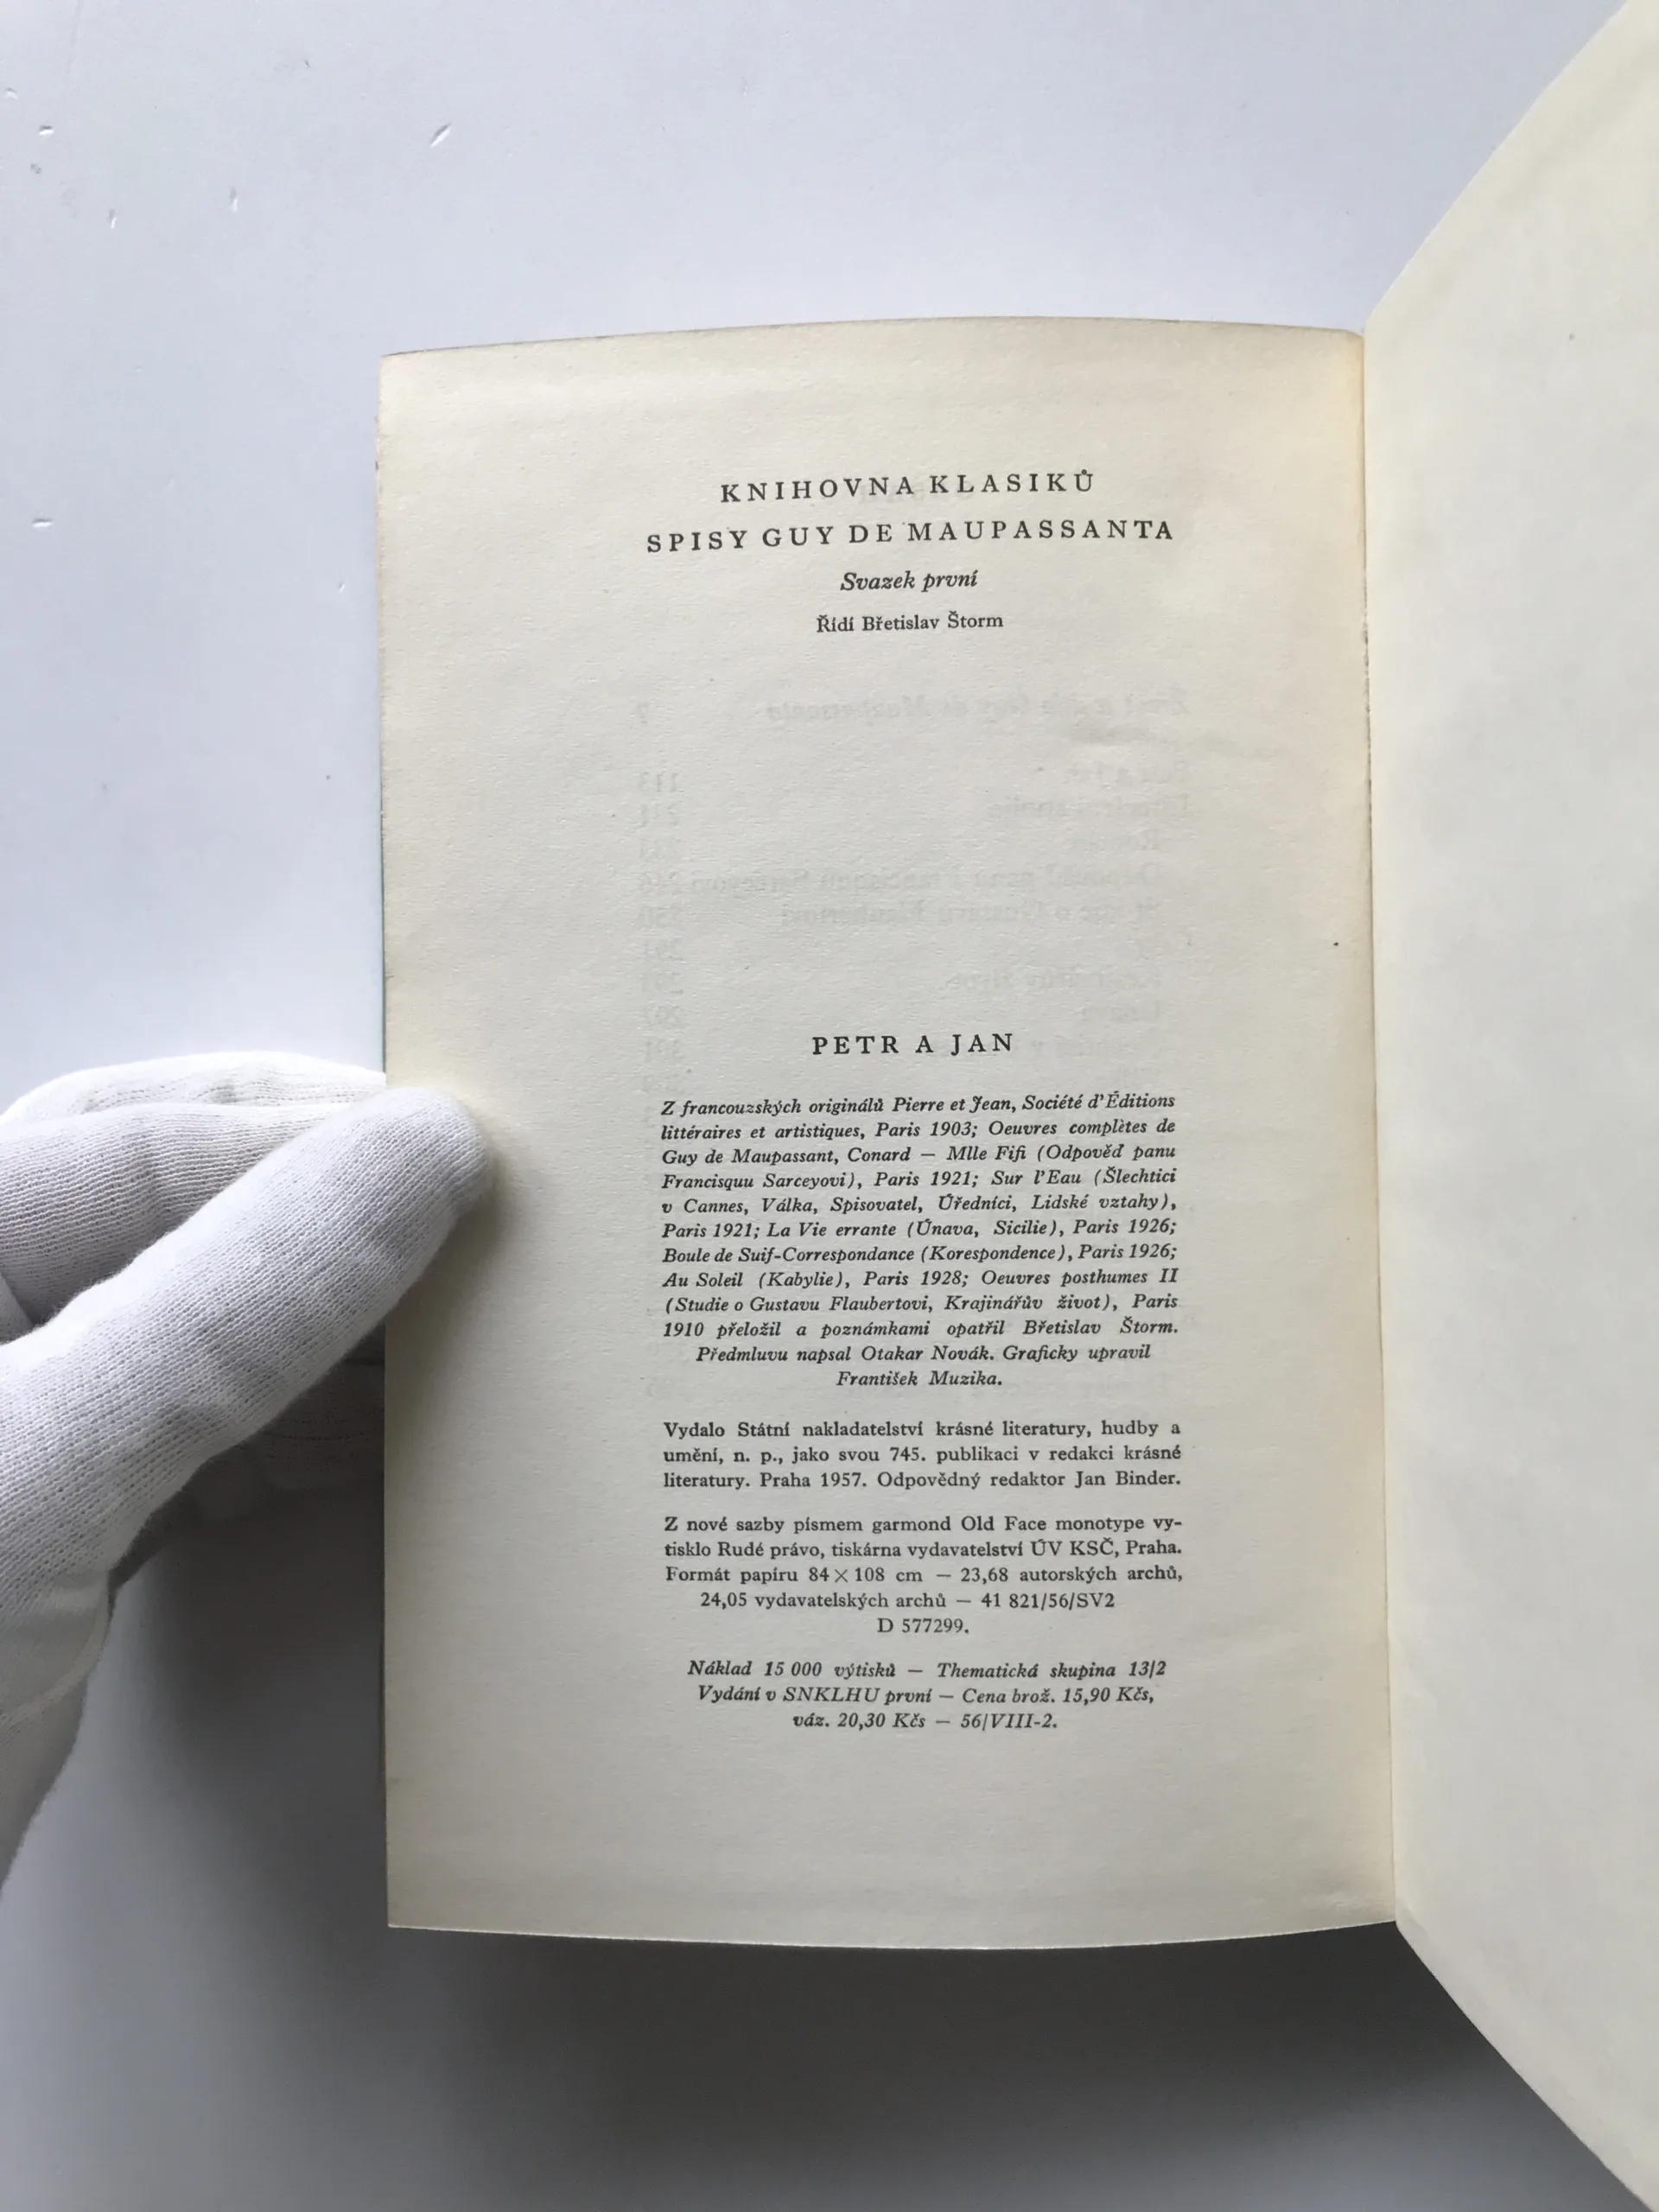 KNIHOVNA KLASIKŮ
SPISY GUY DE MAUPASSANTA
Svazek první
Řídí Břetislav Štorm
PETR A JAN
Z francouzských originálů Pierre et Jean, Société d'Éditions
littéraires et artistiques, Paris 1903; Oeuvres complètes de
Guy de Maupassant, Conard — Mlle Fifi (Odpověď panu
Francisquu Sarceyovi), Paris 1921; Sur l'Eau (Šlechtici
v Cannes, Válka, Spisovatel, Úředníci, Lidské vztahy),
Paris 1921; La Vie errante (Únava, Sicilie), Paris 1926;
Boule de Suif-Correspondance (Korespondence), Paris 1926;
Au Soleil (Kabylie), Paris 1928; Oeuvres posthumes II
(Studie o Gustavu Flaubertovi, Krajinářův život), Paris
1910 přeložil a poznámkami opatřil Břetislav Štorm.
Předmluvu napsal Otakar Novák. Graficky upravil
František Muzika.
Vydalo Státní nakladatelství krásné literatury, hudby a
umění, n. p., jako svou 745. publikaci v redakci krásné
literatury. Praha 1957. Odpovědný redaktor Jan Binder.
Z nové sazby písmem garmond Old Face monotype vy-
tisklo Rudé právo, tiskárna vydavatelství ÚV KSČ, Praha.
Formát papíru 84×108 cm — 23,68 autorských archů,
24,05 vydavatelských archů — 41 821/56/SV2
D 577299.
Náklad 15 000 výtisků — Thematická skupina 13/2
Vydání v SNKLHU první — Cena brož. 15,90 Kčs,
váz. 20,30 Kčs — 56/VIII-2.